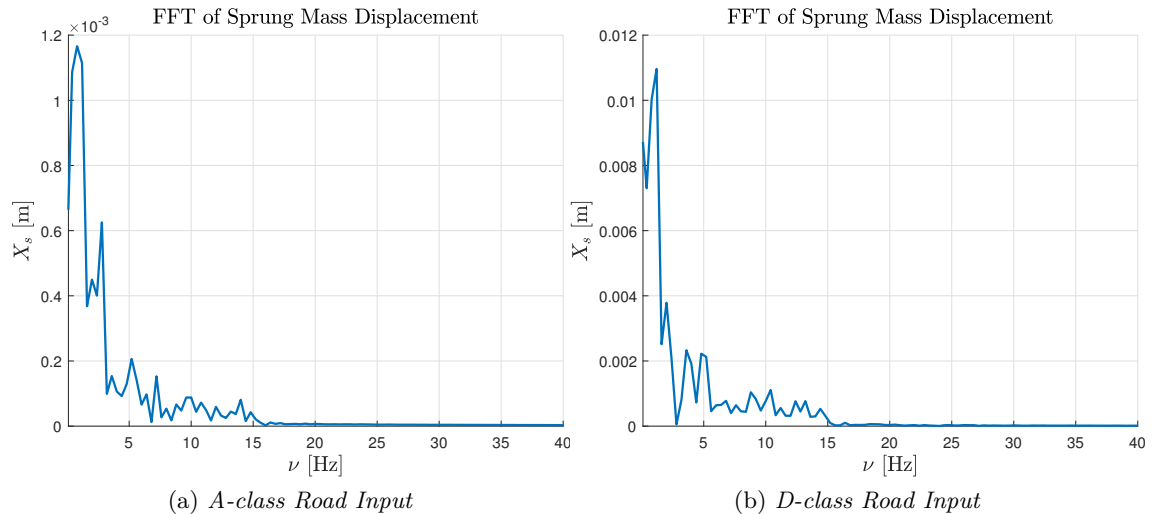 FFT of Sprung Mass Displacement
×10⁻³
1.2
1
0.8
0.6
0.4
0.2
0
X_s [m]
5 10 15 20 25 30 35 40
ν [Hz]
(a) A-class Road Input
FFT of Sprung Mass Displacement
0.012
0.01
0.008
0.006
0.004
0.002
0
X_s [m]
5 10 15 20 25 30 35 40
ν [Hz]
(b) D-class Road Input